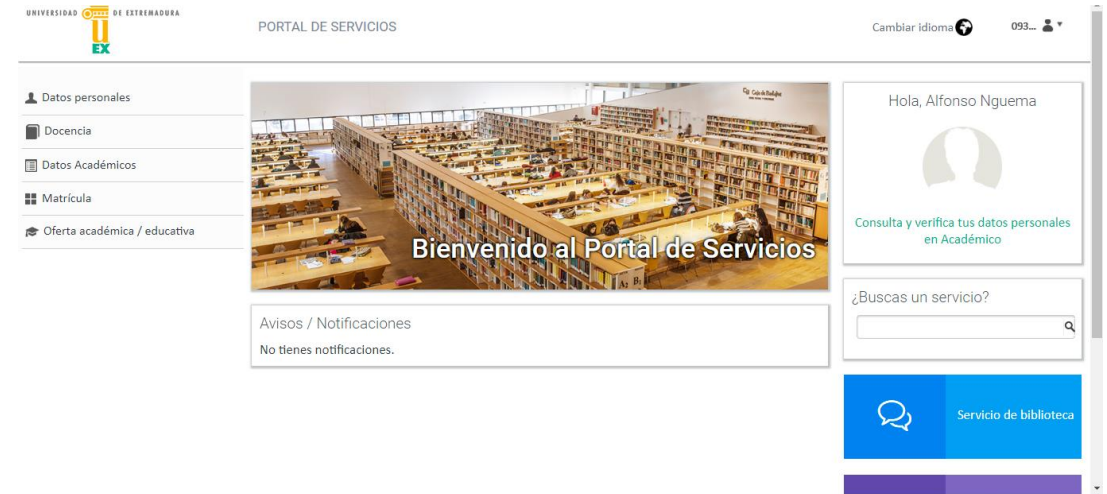 UNIVERSIDAD DE EXTREMADURA
UEX
PORTAL DE SERVICIOS
Cambiar idioma
093...
Datos personales
Docencia
Datos Académicos
Matrícula
Oferta académica / educativa
Bienvenido al Portal de Servicios
Avisos / Notificaciones
No tienes notificaciones.
Hola, Alfonso Nguema
Consulta y verifica tus datos personales
en Académico
¿Buscas un servicio?
Servicio de biblioteca